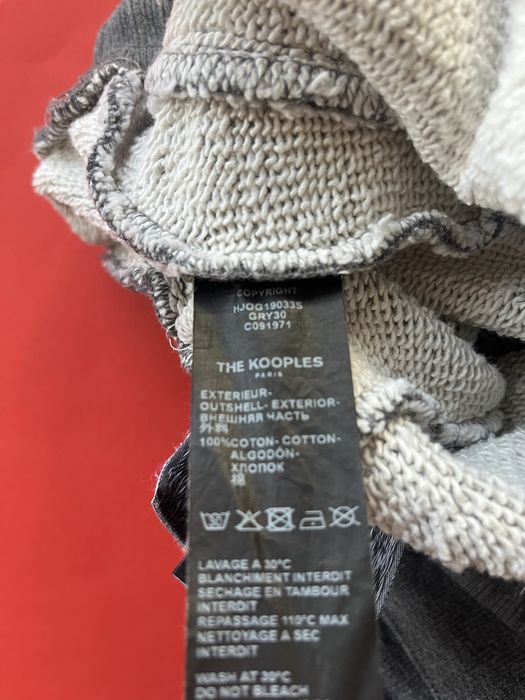 COPYRIGHT
HJOG19033S
GRY30
C091971
THE KOOPLES
PARIS
EXTERIEUR-
OUTSHELL- EXTERIOR-
ВНЕШНЯЯ ЧАСТЬ
外料
100%COTON- COTTON-
ALGODÓN-
ХЛОПОК
棉
30
LAVAGE A 30°C
BLANCHIMENT INTERDIT
SECHAGE EN TAMBOUR
INTERDIT
REPASSAGE 110°C MAX
NETTOYAGE A SEC
INTERDIT
WASH AT 30°C
DO NOT BLEACH